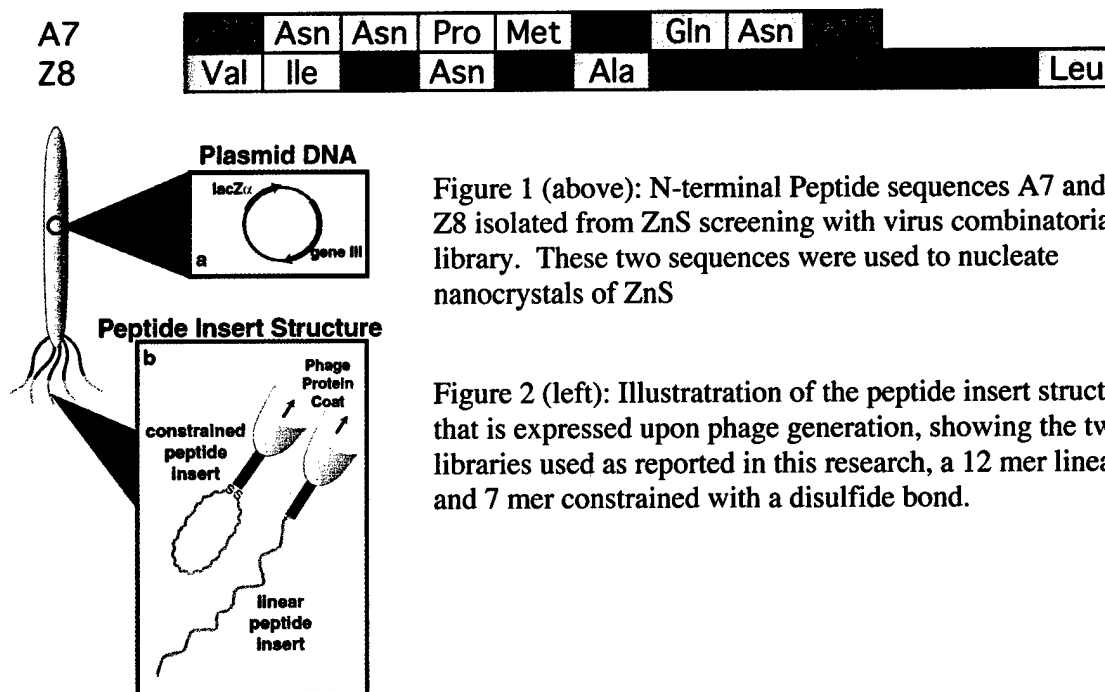 A7 Asn Asn Pro Met Gln Asn
Z8 Val Ile Asn Ala Leu
Plasmid DNA
lacZα
gene III
a
Figure 1 (above): N-terminal Peptide sequences A7 and
Z8 isolated from ZnS screening with virus combinatoria
library. These two sequences were used to nucleate
nanocrystals of ZnS
Peptide Insert Structure
b
Phage
Protein
Coat
constrained
peptide
insert
S S
linear
peptide
insert
Figure 2 (left): Illustratration of the peptide insert struct
that is expressed upon phage generation, showing the tw
libraries used as reported in this research, a 12 mer linea
and 7 mer constrained with a disulfide bond.